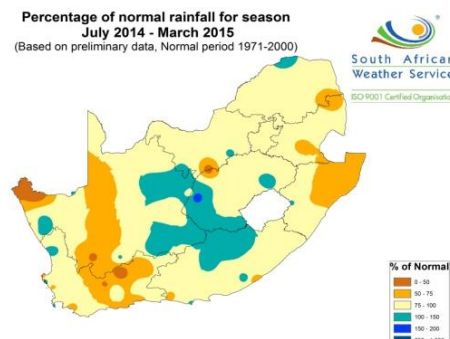 Percentage of normal rainfall for season
July 2014 - March 2015
(Based on preliminary data, Normal period 1971-2000)
South African
Weather Service
ISO 9001 Certified Organisation
% of Normal
0 - 50
50 - 75
75 - 100
100 - 150
150 - 200